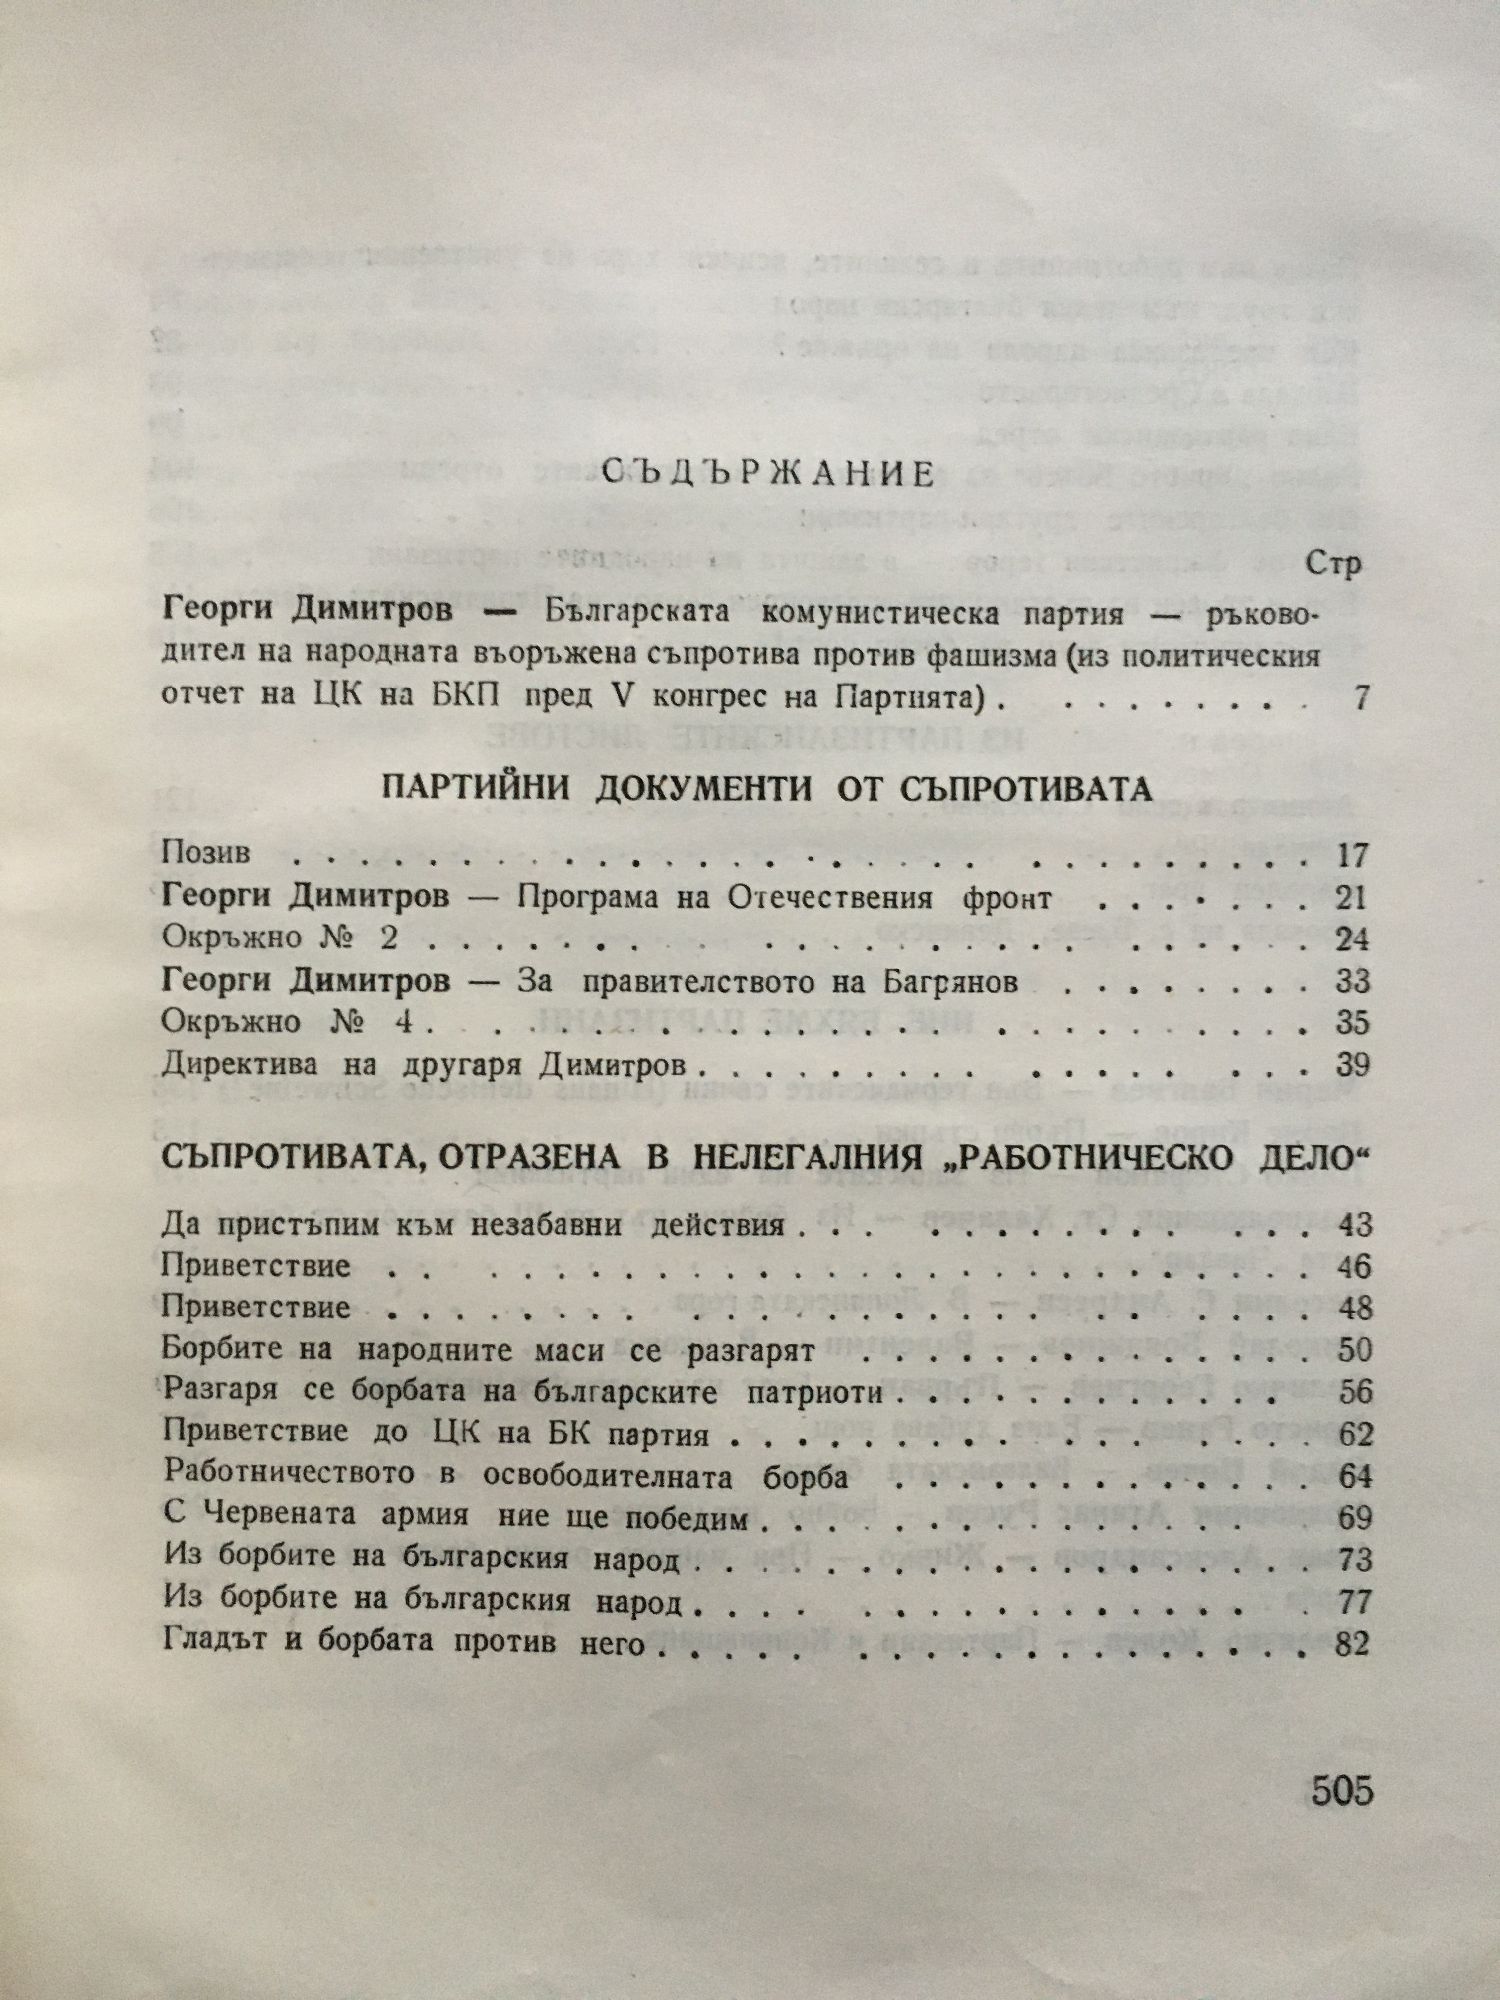 СЪДЪРЖАНИЕ
Стр
Георги Димитров — Българската комунистическа партия — ръково-
дител на народната въоръжена съпротива против фашизма (из политическия
отчет на ЦК на БКП пред V конгрес на Партията) . . . . . . . . . 7
ПАРТИЙНИ ДОКУМЕНТИ ОТ СЪПРОТИВАТА
Позив . . . . . . . . . . . . . . . . . . . . . . . . . . . . . 17
Георги Димитров — Програма на Отечествения фронт . . . . . . . 21
Окръжно № 2 . . . . . . . . . . . . . . . . . . . . . . . 24
Георги Димитров — За правителството на Багрянов . . . . . . . . 33
Окръжно № 4 . . . . . . . . . . . . . . . . . . . . . . . . . 35
Директива на другаря Димитров . . . . . . . . . . . . . . . . . 39
СЪПРОТИВАТА, ОТРАЗЕНА В НЕЛЕГАЛНИЯ „РАБОТНИЧЕСКО ДЕЛО“
Да пристъпим към незабавни действия . . . . . . . . . . . . . . 43
Приветствие . . . . . . . . . . . . . . . . . . . . . . . . . . 46
Приветствие . . . . . . . . . . . . . . . . . . . . . . . . . 48
Борбите на народните маси се разгарят . . . . . . . . . . . . . . 50
Разгаря се борбата на българските патриоти . . . . . . . . . . . . 56
Приветствие до ЦК на БК партия . . . . . . . . . . . . . . . . 62
Работничеството в освободителната борба . . . . . . . . . . . . . 64
С Червената армия ние ще победим . . . . . . . . . . . . . . . 69
Из борбите на българския народ . . . . . . . . . . . . . . . . . . . 73
Из борбите на българския народ . . . . . . . . . . . . . . . . . 77
Гладът и борбата против него . . . . . . . . . . . . . . . . . . . 82
505